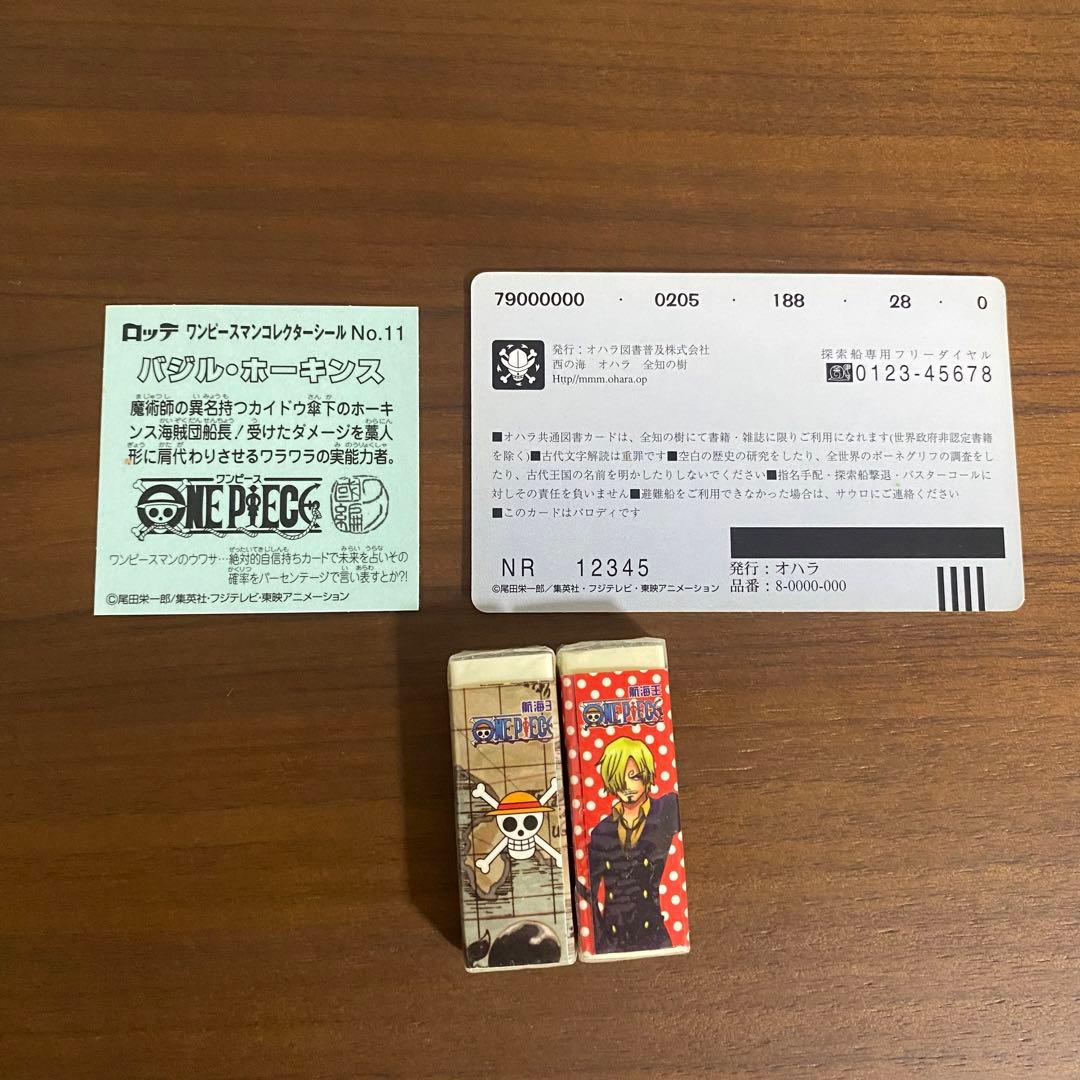 ロッテ ワンピースマンコレクターシール No.11
バジル・ホーキンス
魔術師の異名持つカイドウ傘下のホーキ
ンス海賊団船長!受けたダメージを藁人
形に肩代わりさせるワラワラの実能力者。
ワンピース
ONE PIECE ワノ國編
ワンピースマンのウワサ…絶対的自信持ちカードで未来を占いその
確率をパーセンテージで言い表すとか?!
©尾田栄一郎/集英社・フジテレビ・東映アニメーション
79000000 · 0205 · 188 · 28 · 0
発行:オハラ図書普及株式会社
西の海 オハラ 全知の樹
Http//mmm.ohara.op
探索船専用フリーダイヤル
0123-45678
■オハラ共通図書カードは、全知の樹にて書籍・雑誌に限りご利用になれます(世界政府非認定書籍
を除く)■古代文字解読は重罪です■空白の歴史の研究をしたり、全世界のポーネグリフの調査をし
たり、古代王国の名前を明かしたりしないでください■指名手配・探索船撃退・バスターコールに
対しその責任を負いません■避難船をご利用できなかった場合は、サウロにご連絡ください
■このカードはパロディです
NR 12345
発行:オハラ
品番:8-0000-000
©尾田栄一郎/集英社・フジテレビ・東映アニメーション
航海王
ONE PIECE
航海王
ONE PIECE